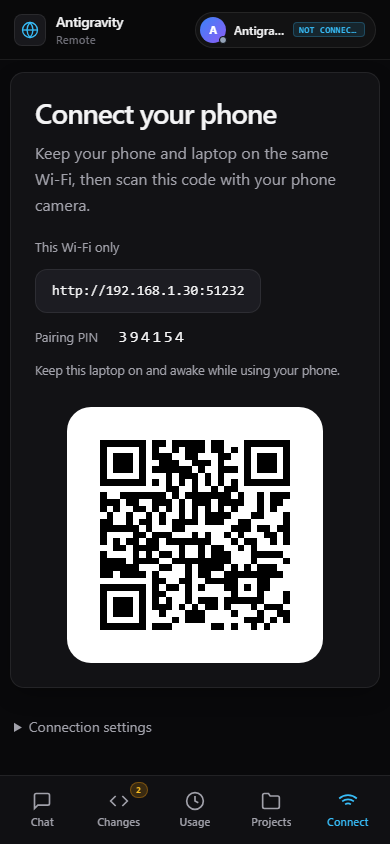 Antigravity
Remote
A
Antigra...
NOT CONNEC...
Connect your phone
Keep your phone and laptop on the same
Wi-Fi, then scan this code with your phone
camera.
This Wi-Fi only
http://192.168.1.30:51232
Pairing PIN 394154
Keep this laptop on and awake while using your phone.
Connection settings
2
Chat
Changes
Usage
Projects
Connect